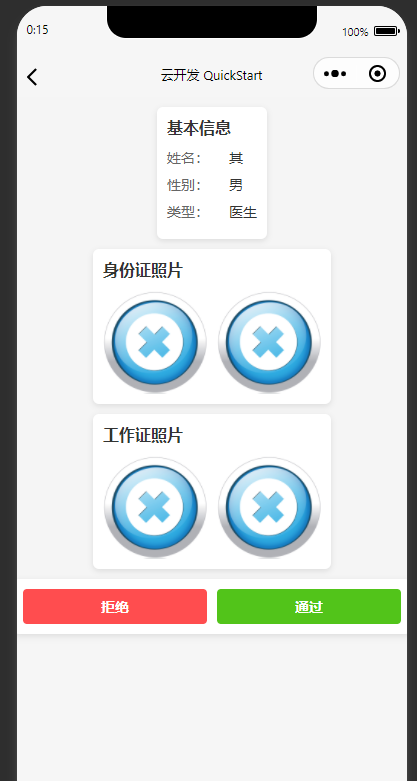 0:15
100%
云开发 QuickStart
基本信息
姓名： 其
性别： 男
类型： 医生
身份证照片
工作证照片
拒绝 通过